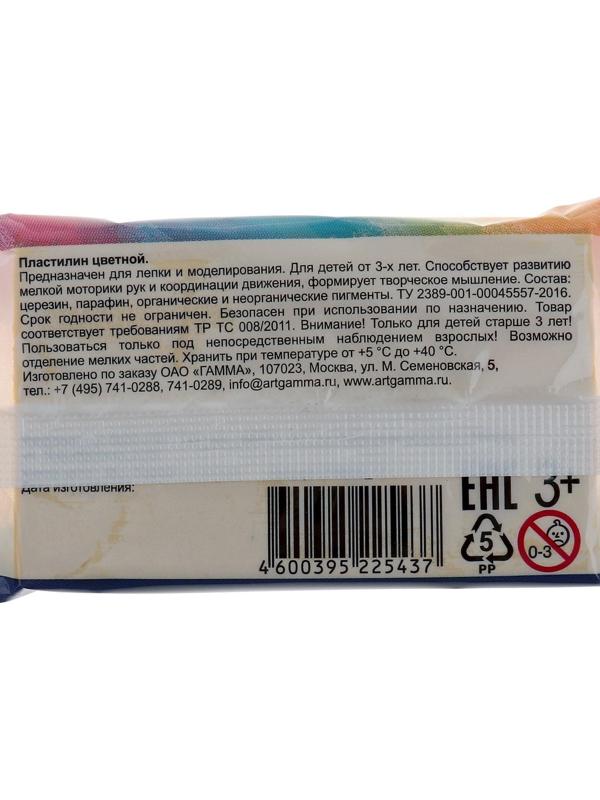 Пластилин цветной.
Предназначен для лепки и моделирования. Для детей от 3-х лет. Способствует развитию
мелкой моторики рук и координации движения, формирует творческое мышление. Состав:
церезин, парафин, органические и неорганические пигменты. ТУ 2389-001-00045557-2016.
Срок годности не ограничен. Безопасен при использовании по назначению. Товар
соответствует требованиям ТР ТС 008/2011. Внимание! Только для детей старше 3 лет!
Пользоваться только под непосредственным наблюдением взрослых! Возможно
отделение мелких частей. Хранить при температуре от +5 °C до +40 °C.
Изготовлено по заказу ОАО «ГАММА», 107023, Москва, ул. М. Семеновская, 5,
тел.: +7 (495) 741-0288, 741-0289, info@artgamma.ru, www.artgamma.ru
Дата изготовления:
EAC 3+
5 0-3
PP
4 600395 225437